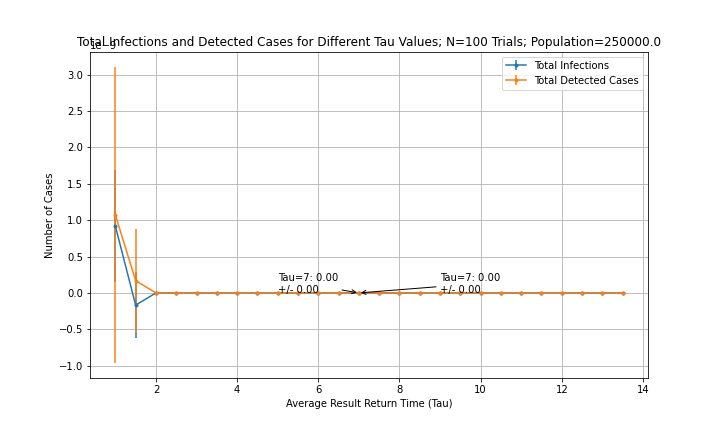 Total Infections and Detected Cases for Different Tau Values; N=100 Trials; Population=250000.0
Total Infections
Total Detected Cases
3.0
2.5
2.0
1.5
1.0
0.5
0.0
−0.5
−1.0
Number of Cases
Tau=7: 0.00
+/- 0.00
Tau=7: 0.00
+/- 0.00
2
4
6
8
10
12
14
Average Result Return Time (Tau)